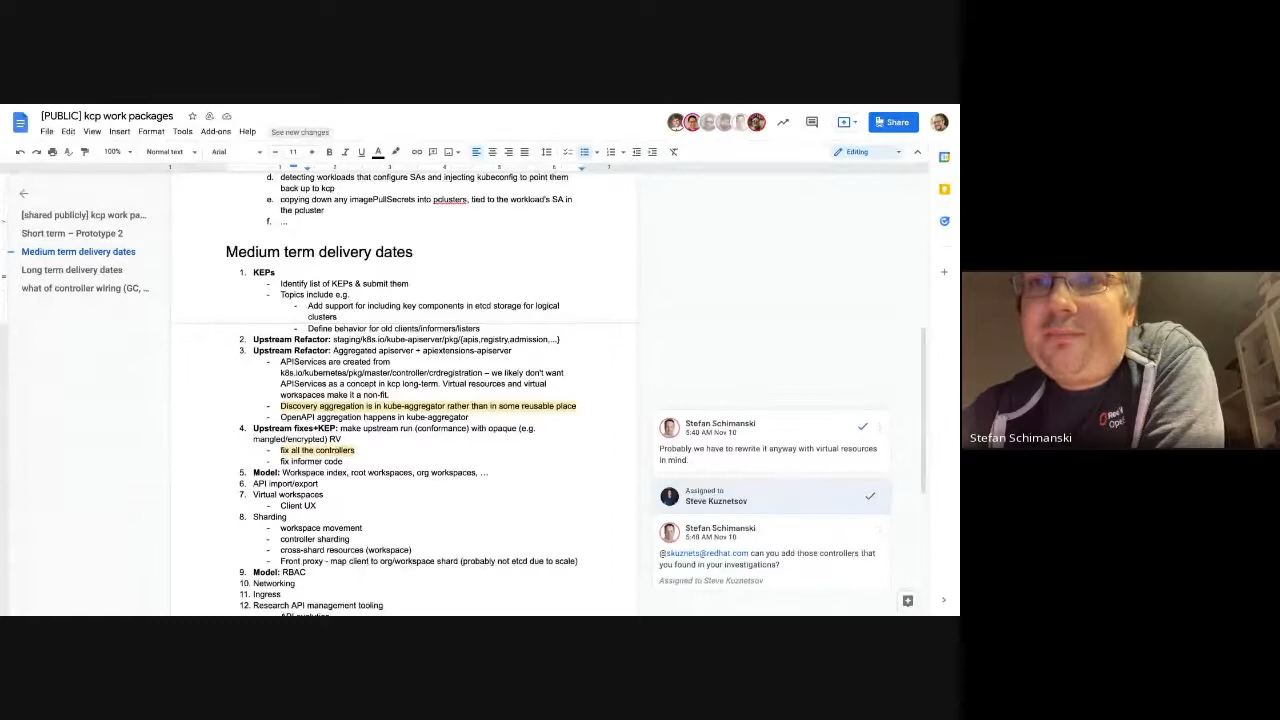 [PUBLIC] kcp work packages
File Edit View Insert Format Tools Add-ons Help
See new changes
Share
100%
Normal text
Arial
11
Editing
[shared publicly] kcp work pa...
Short term – Prototype 2
Medium term delivery dates
Long term delivery dates
what of controller wiring (GC, ...
d. detecting workloads that configure SAs and injecting kubeconfig to point them
back up to kcp
e. copying down any imagePullSecrets into pclusters, tied to the workload's SA in
the pcluster
f. ...
Medium term delivery dates
1. KEPs
- Identify list of KEPs & submit them
- Topics include e.g.
- Add support for including key components in etcd storage for logical
clusters
- Define behavior for old clients/informers/listers
2. Upstream Refactor: staging/k8s.io/kube-apiserver/pkg/{apis,registry,admission,...}
3. Upstream Refactor: Aggregated apiserver + apiextensions-apiserver
- APIServices are created from
k8s.io/kubernetes/pkg/master/controller/crdregistration – we likely don't want
APIServices as a concept in kcp long-term. Virtual resources and virtual
workspaces make it a non-fit.
- Discovery aggregation is in kube-aggregator rather than in some reusable place
- OpenAPI aggregation happens in kube-aggregator
4. Upstream fixes+KEP: make upstream run (conformance) with opaque (e.g.
mangled/encrypted) RV
- fix all the controllers
- fix informer code
5. Model: Workspace index, root workspaces, org workspaces, …
6. API import/export
7. Virtual workspaces
- Client UX
8. Sharding
- workspace movement
- controller sharding
- cross-shard resources (workspace)
- Front proxy - map client to org/workspace shard (probably not etcd due to scale)
9. Model: RBAC
10. Networking
11. Ingress
12. Research API management tooling
Stefan Schimanski
5:40 AM Nov 10
Probably we have to rewrite it anyway with virtual resources
in mind.
Assigned to
Steve Kuznetsov
Stefan Schimanski
5:48 AM Nov 10
@skuznets@redhat.com can you add those controllers that
you found in your investigations?
Assigned to Steve Kuznetsov
Stefan Schimanski